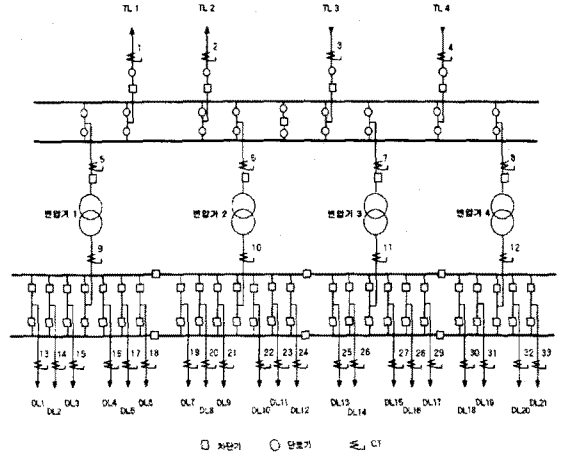 TL 1 TL 2 TL 3 TL 4
1 2 3 4
5 6 7 8
변압기 1 변압기 2 변압기 3 변압기 4
9 10 11 12
13 14 15 16 17 18 19 20 21 22 23 24 25 26 27 28 29 30 31 32 33
DL1 DL3 DL4 DL6 DL7 DL9 DL11 DL13 DL15 DL17 DL19 DL21
DL2 DL5 DL8 DL10 DL12 DL14 DL16 DL18 DL20
차단기 단로기 CT